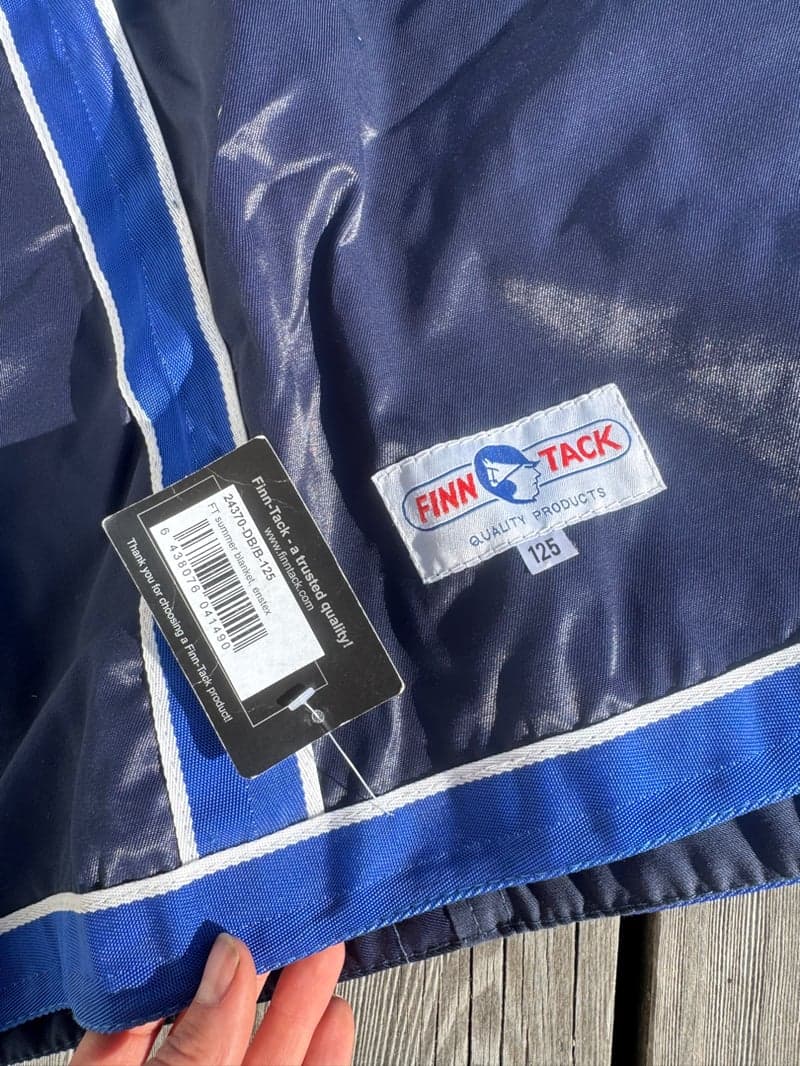 Finn-Tack - a trusted quality!
www.finntack.com
24370-DB/B-125
FT summer blanket, enstex
6 438076 041490
Thank you for choosing a Finn-Tack product!
FINN TACK
QUALITY PRODUCTS
125